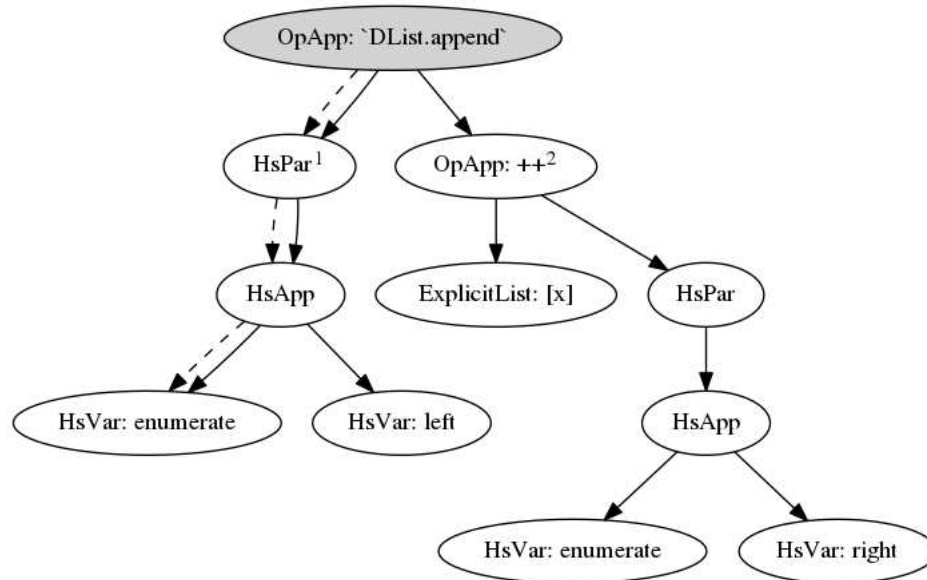 OpApp: `DList.append`
HsPar¹
OpApp: ++²
HsApp
ExplicitList: [x]
HsPar
HsVar: enumerate
HsVar: left
HsApp
HsVar: enumerate
HsVar: right